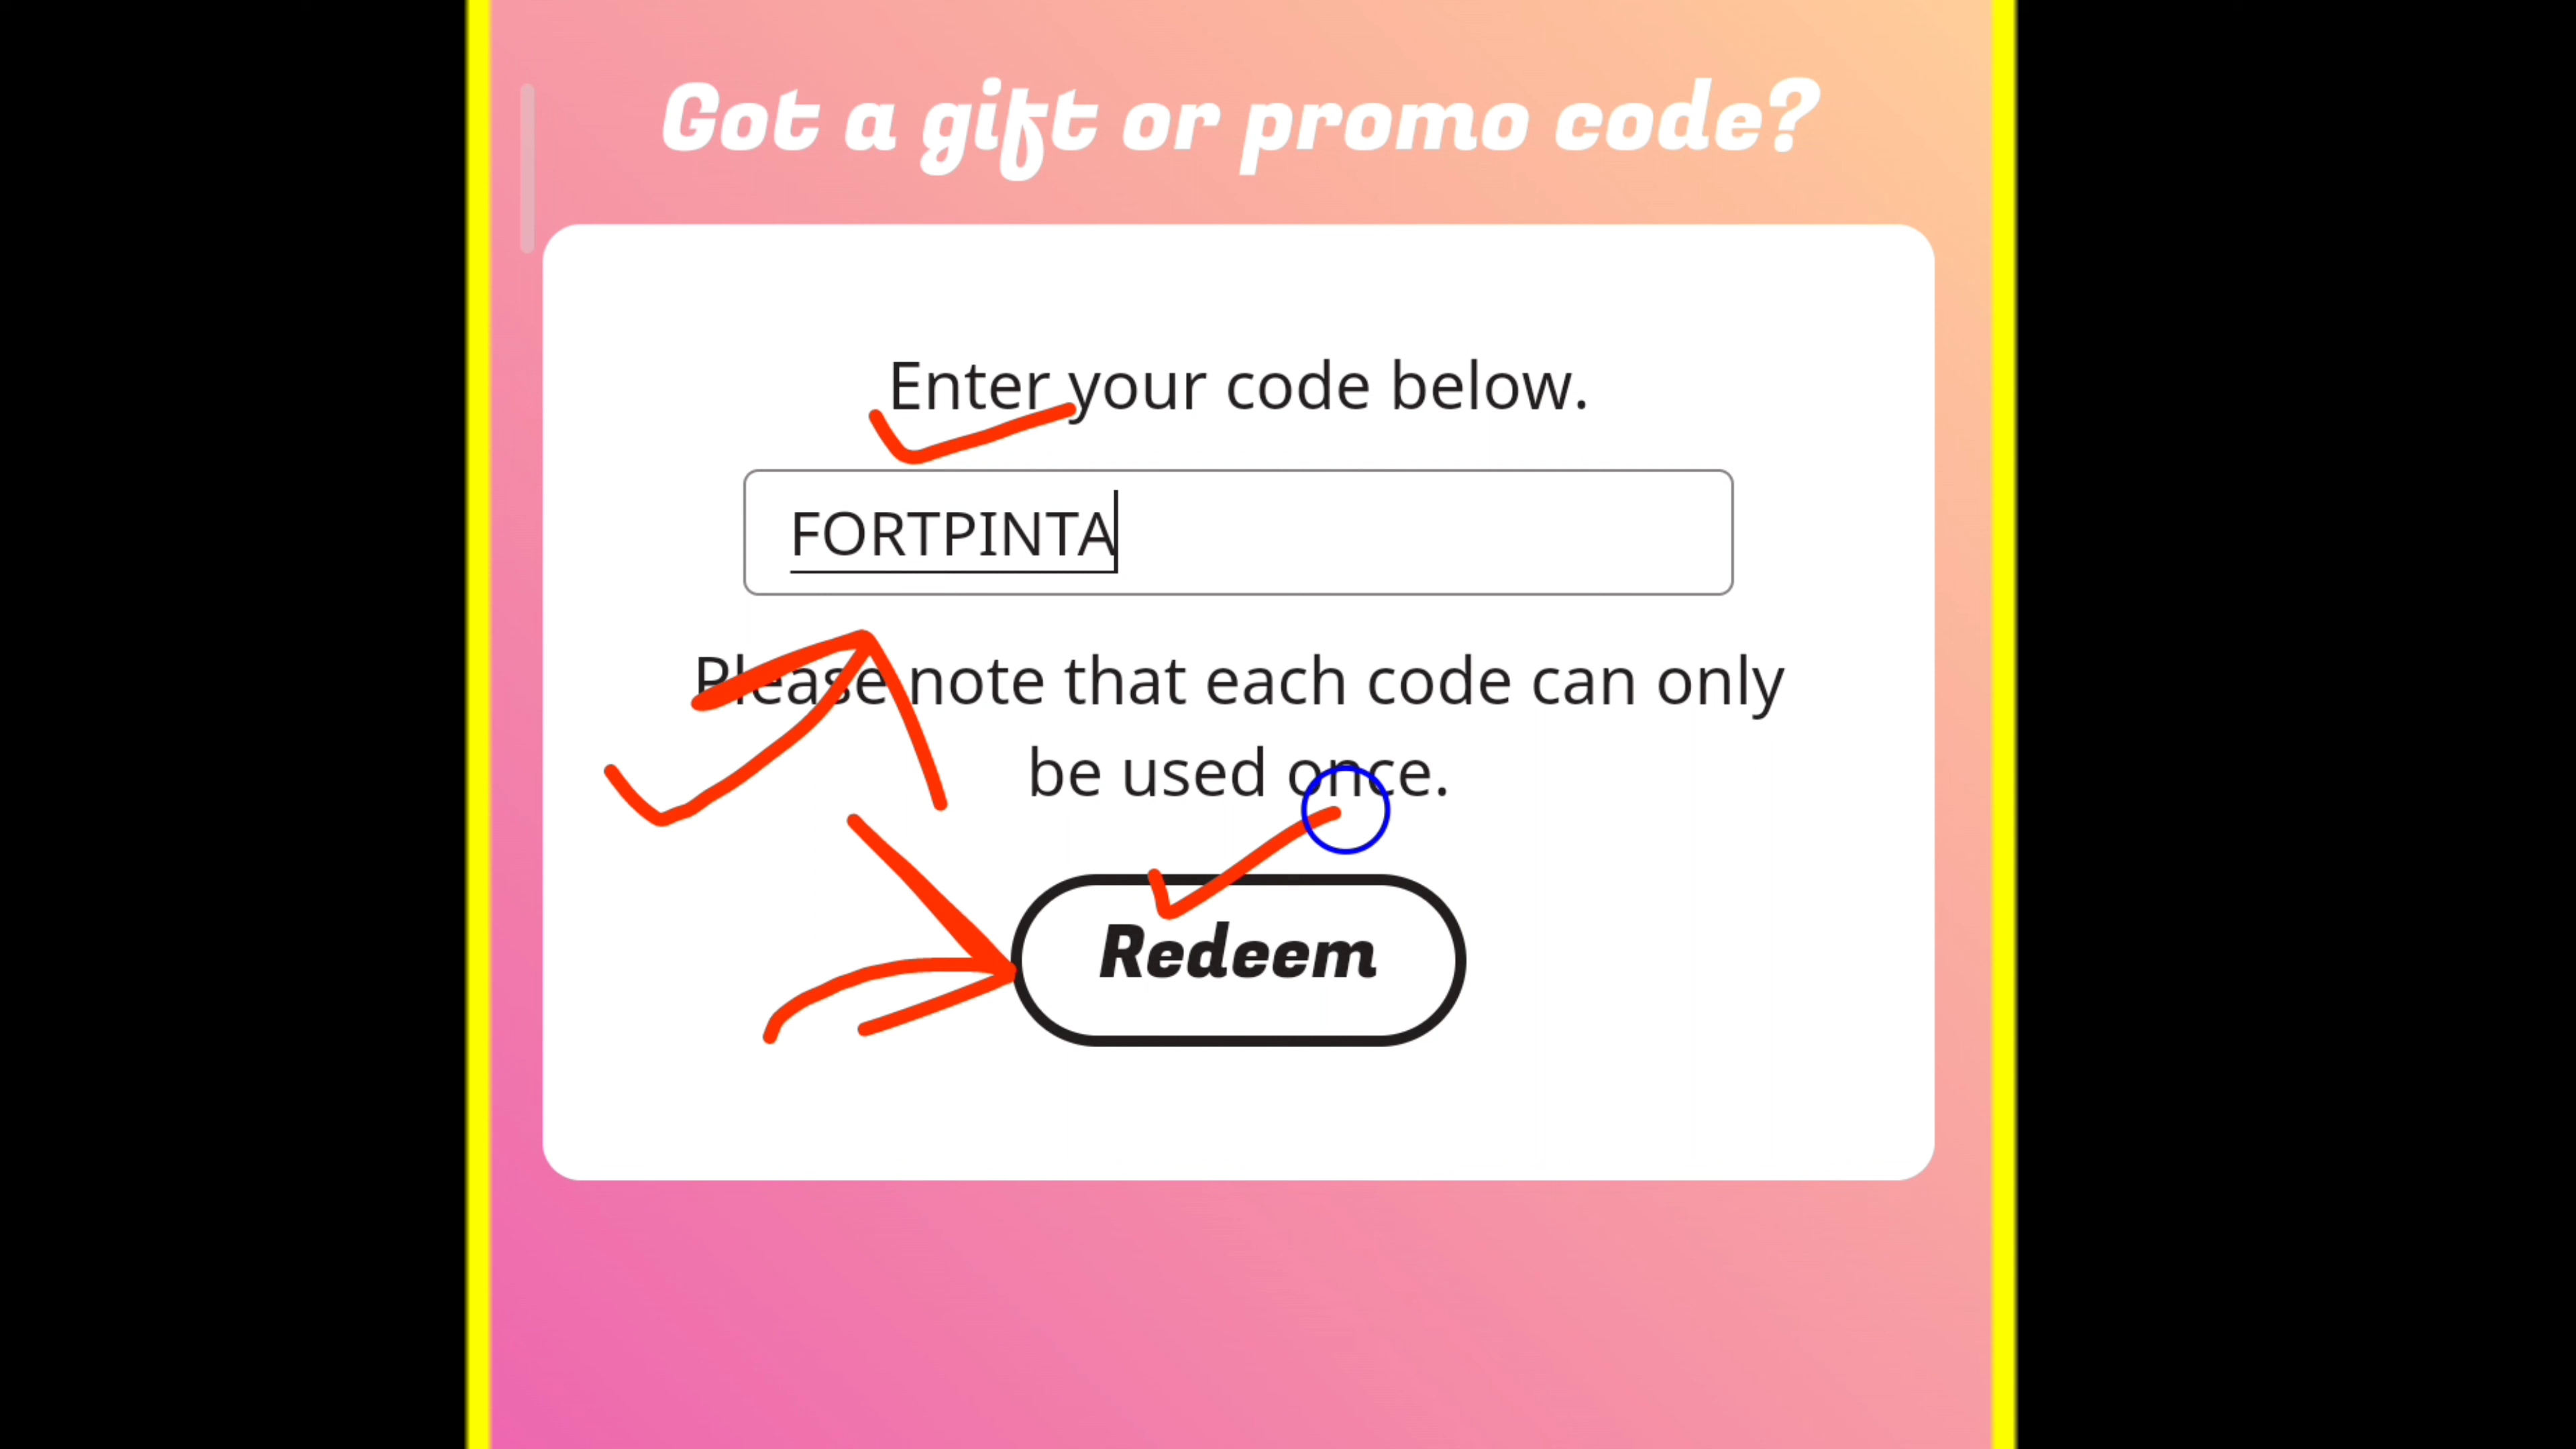 Got a gift or promo code?
Enter your code below.
FORTPINTA
Please note that each code can only
be used once.
Redeem